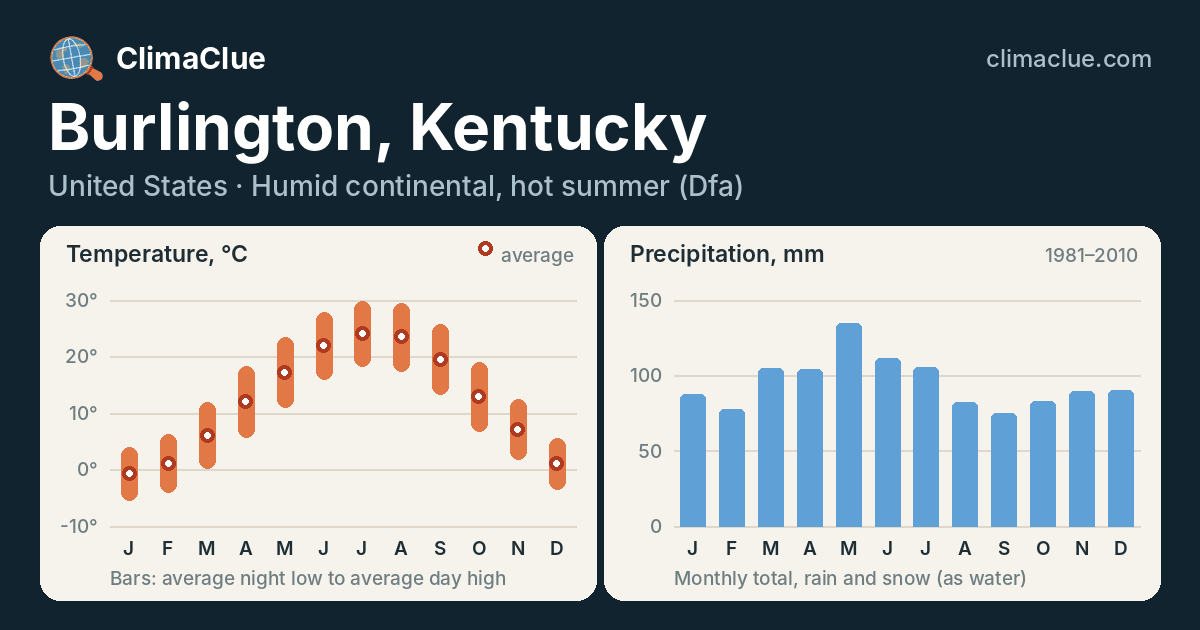 ClimaClue
climaclue.com
Burlington, Kentucky
United States · Humid continental, hot summer (Dfa)
Temperature, °C
average
30°
20°
10°
0°
-10°
J F M A M J J A S O N D
Bars: average night low to average day high
Precipitation, mm
1981–2010
150
100
50
0
J F M A M J J A S O N D
Monthly total, rain and snow (as water)